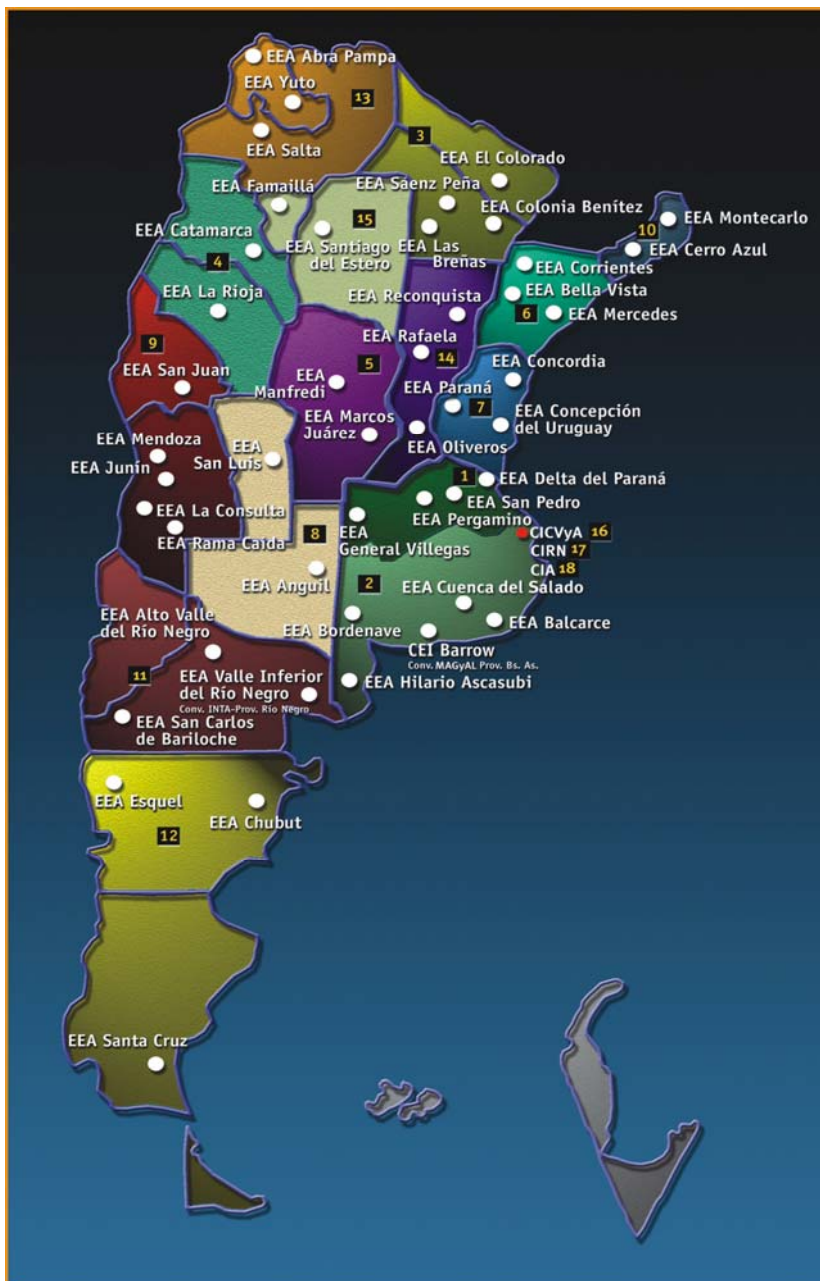 EEA Abra Pampa
EEA Yuto
13
EEA Salta
3
EEA El Colorado
EEA Famaillá
EEA Sáenz Peña
EEA Colonia Benítez
EEA Montecarlo
15
EEA Catamarca
EEA Santiago
del Estero
EEA Las
Breñas
10
EEA Cerro Azul
4
EEA Corrientes
EEA La Rioja
EEA Reconquista
EEA Bella Vista
6
EEA Mercedes
9
EEA Rafaela
14
5
EEA San Juan
EEA
Manfredi
EEA Concordia
EEA Paraná
7
EEA Marcos
Juárez
EEA Concepción
del Uruguay
EEA Mendoza
EEA
San Luis
EEA Oliveros
EEA Junín
1
EEA Delta del Paraná
EEA San Pedro
EEA La Consulta
EEA Pergamino
EEA Rama Caída
8
EEA
General Villegas
CICVyA 16
CIRN 17
CIA 18
EEA Anguil
2
EEA Cuenca del Salado
EEA Alto Valle
del Río Negro
EEA Bordenave
EEA Balcarce
CEI Barrow
Conv. MAGyAL Prov. Bs. As.
11
EEA Valle Inferior
del Río Negro
Conv. INTA-Prov. Río Negro
EEA Hilario Ascasubi
EEA San Carlos
de Bariloche
EEA Esquel
EEA Chubut
12
EEA Santa Cruz